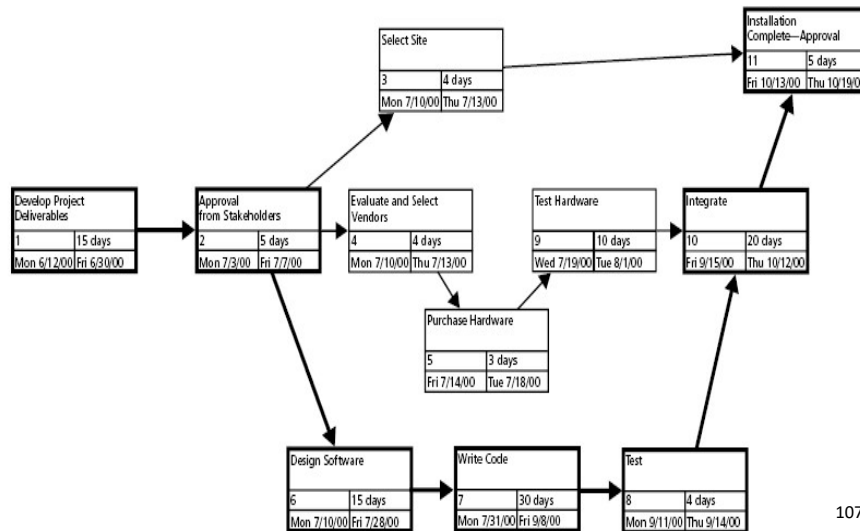 Select Site
3 4 days
Mon 7/10/00 Thu 7/13/00
Installation
Complete—Approval
11 5 days
Fri 10/13/00 Thu 10/19/0
Develop Project
Deliverables
1 15 days
Mon 6/12/00 Fri 6/30/00
Approval
from Stakeholders
2 5 days
Mon 7/3/00 Fri 7/7/00
Evaluate and Select
Vendors
4 4 days
Mon 7/10/00 Thu 7/13/00
Test Hardware
9 10 days
Wed 7/19/00 Tue 8/1/00
Integrate
10 20 days
Fri 9/15/00 Thu 10/12/00
Purchase Hardware
5 3 days
Fri 7/14/00 Tue 7/18/00
Design Software
6 15 days
Mon 7/10/00 Fri 7/28/00
Write Code
7 30 days
Mon 7/31/00 Fri 9/8/00
Test
8 4 days
Mon 9/11/00 Thu 9/14/00
107